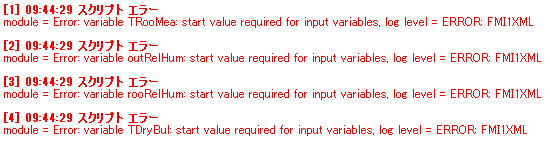 [1] 09:44:29 スクリプト エラー
module = Error: variable TRooMea: start value required for input variables, log level = ERROR: FMI1XML
[2] 09:44:29 スクリプト エラー
module = Error: variable outRelHum: start value required for input variables, log level = ERROR: FMI1XML
[3] 09:44:29 スクリプト エラー
module = Error: variable rooRelHum: start value required for input variables, log level = ERROR: FMI1XML
[4] 09:44:29 スクリプト エラー
module = Error: variable TDryBul: start value required for input variables, log level = ERROR: FMI1XML